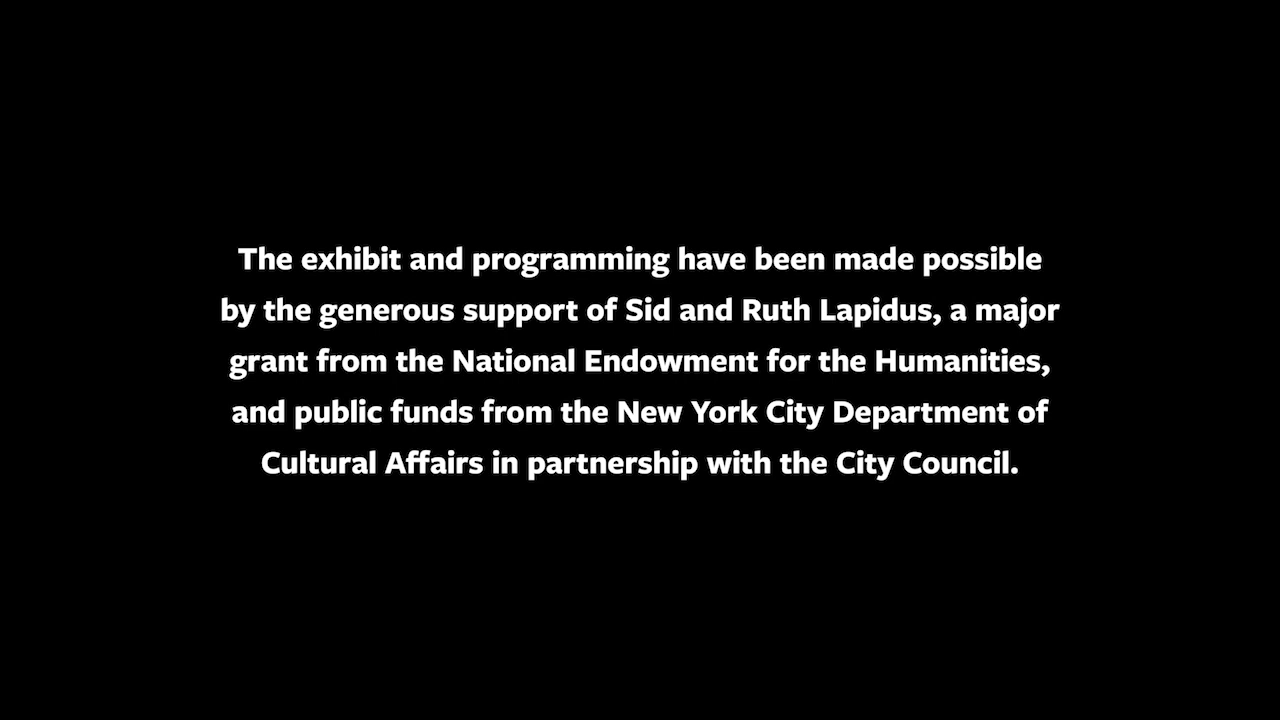 The exhibit and programming have been made possible
by the generous support of Sid and Ruth Lapidus, a major
grant from the National Endowment for the Humanities,
and public funds from the New York City Department of
Cultural Affairs in partnership with the City Council.